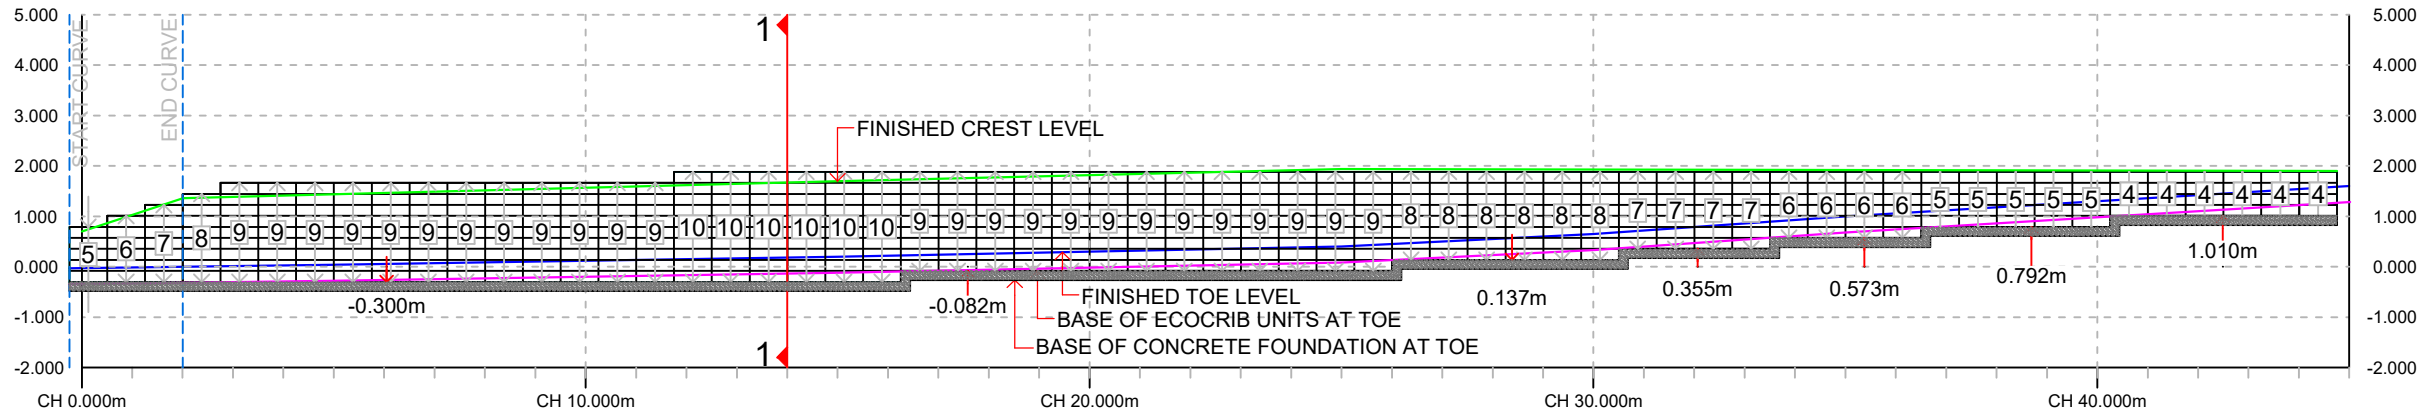 5.000
4.000
3.000
2.000
1.000
0.000
-1.000
-2.000
START CURVE
END CURVE
1
FINISHED CREST LEVEL
5 6 7 8 9 9 9 9 9 9 9 9 9 9 9 9 10 10 10 10 10 10 9 9 9 9 9 9 9 9 9 9 9 9 9 8 8 8 8 8 8 7 7 7 7 6 6 6 6 5 5 5 5 5 4 4 4 4 4 4
-0.300m
-0.082m
0.137m
0.355m
0.573m
0.792m
1.010m
FINISHED TOE LEVEL
BASE OF ECOCRIB UNITS AT TOE
BASE OF CONCRETE FOUNDATION AT TOE
1
5.000
4.000
3.000
2.000
1.000
0.000
-1.000
-2.000
CH 0.000m
CH 10.000m
CH 20.000m
CH 30.000m
CH 40.000m